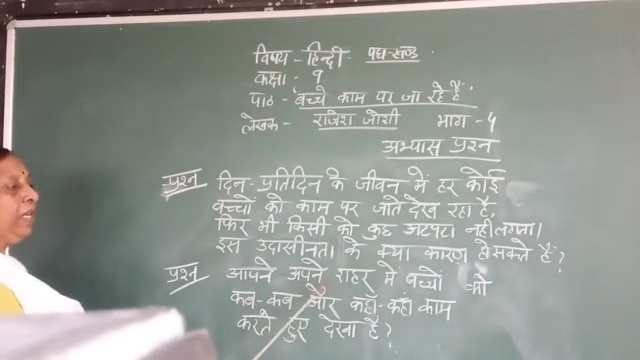 विषय - हिन्दी - पद्य-खण्ड
कक्षा - 9
पाठ - 'बच्चे काम पर जा रहे हैं'
लेखक - राजेश जोशी भाग - 4
अभ्यास प्रश्न
प्रश्न दिन-प्रतिदिन के जीवन में हर कोई
बच्चों को काम पर जाते देख रहा है,
फिर भी किसी को कुछ अटपटा नहीं लगता।
इस उदासीनता के क्या कारण हो सकते हैं?
प्रश्न आपने अपने शहर में बच्चों को
कब-कब और कहाँ-कहाँ काम
करते हुए देखा है?